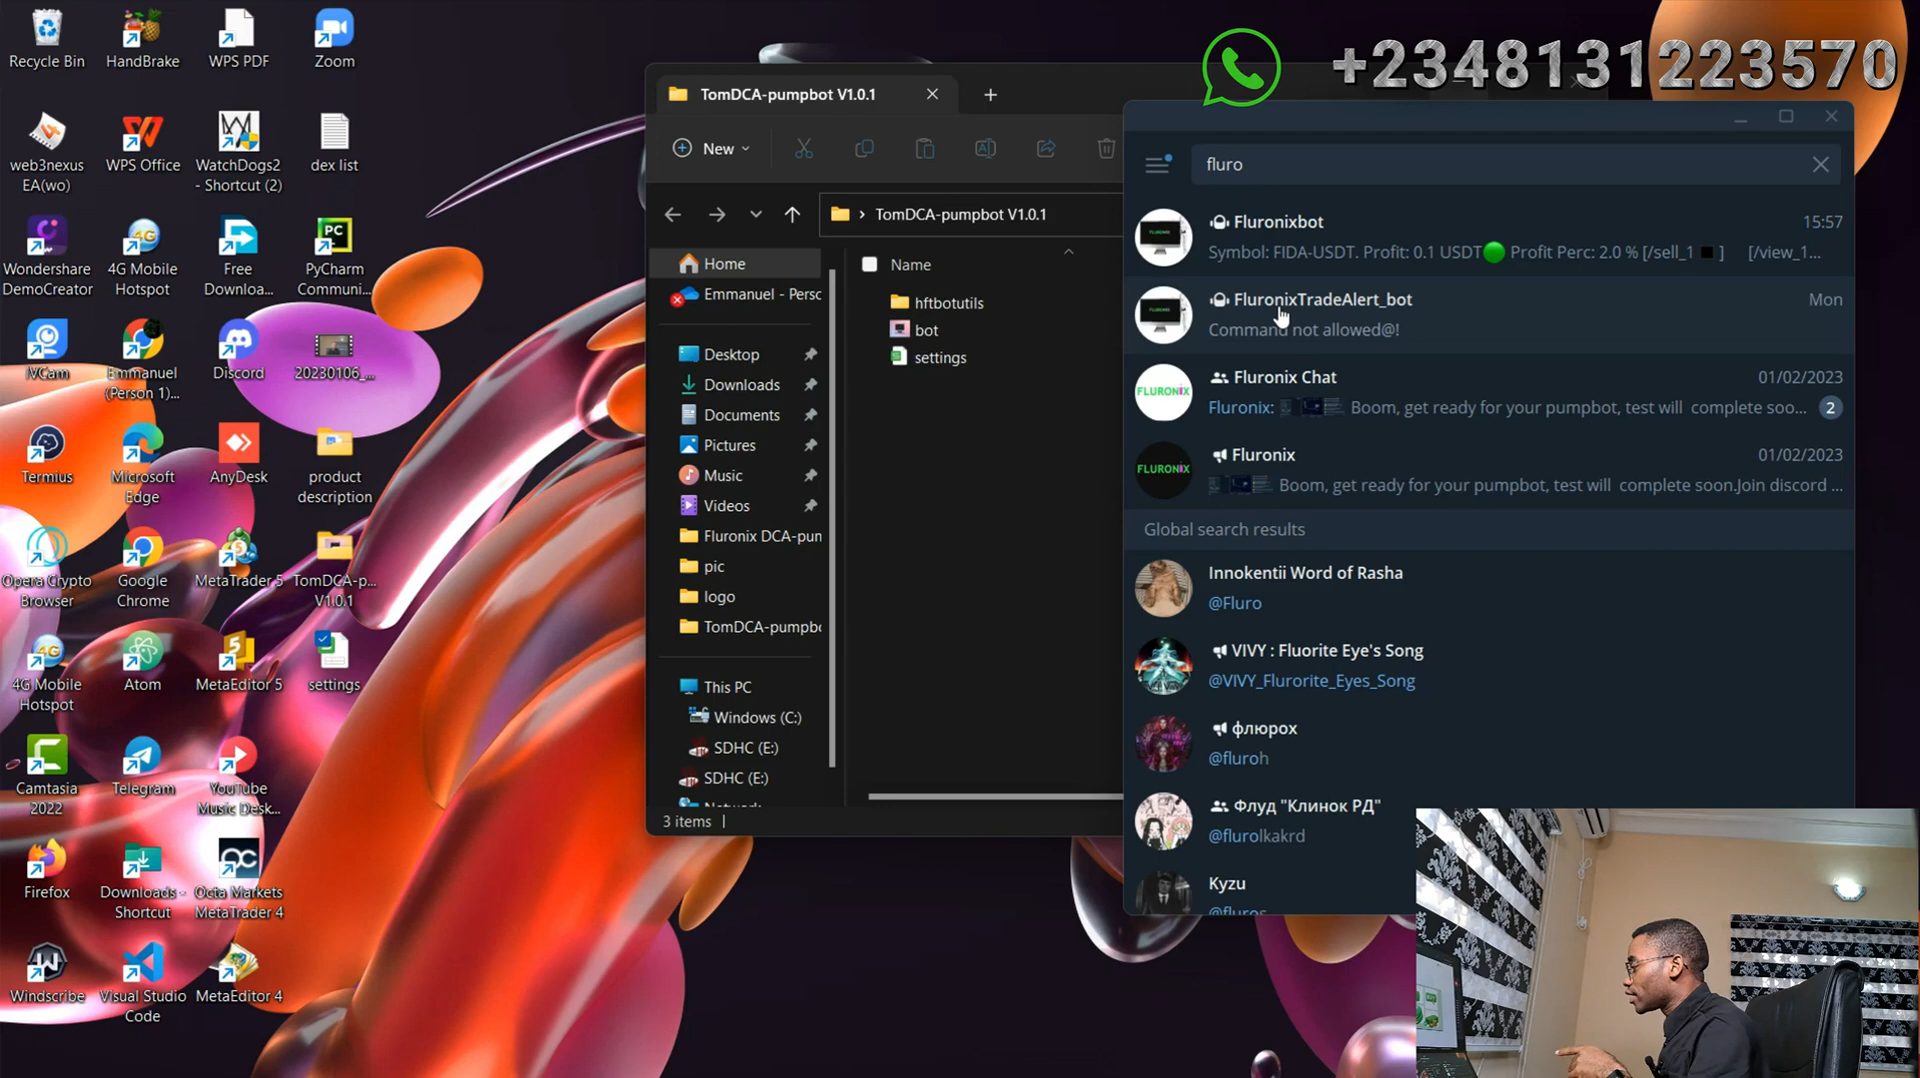 +2348131223570
Recycle Bin
HandBrake
WPS PDF
Zoom
web3nexus
EA(wo)
WPS Office
WatchDogs2
- Shortcut (2)
dex list
Wondershare
DemoCreator
4G Mobile
Hotspot
Free
Downloa...
PyCharm
Communi...
iVCam
Emmanuel
(Person 1)...
Discord
20230106_...
Termius
Microsoft
Edge
AnyDesk
product
description
Opera Crypto
Browser
Google
Chrome
MetaTrader 5
TomDCA-p...
V1.0.1
4G Mobile
Hotspot
Atom
MetaEditor 5
settings
Camtasia
2022
Telegram
YouTube
Music Desk...
Firefox
Downloads -
Shortcut
Octa Markets
MetaTrader 4
Windscribe
Visual Studio
Code
MetaEditor 4
TomDCA-pumpbot V1.0.1
New
TomDCA-pumpbot V1.0.1
Home
Emmanuel - Persc
Desktop
Downloads
Documents
Pictures
Music
Videos
Fluronix DCA-pun
pic
logo
TomDCA-pumpbo
This PC
Windows (C:)
SDHC (E:)
SDHC (E:)
Name
hftbotutils
bot
settings
3 items
fluro
Fluronixbot
15:57
Symbol: FIDA-USDT. Profit: 0.1 USDT🟢 Profit Perc: 2.0 % [/sell_1 ◾ ] [/view_1...
FluronixTradeAlert_bot
Mon
Command not allowed@!
Fluronix Chat
01/02/2023
FLURONIX
Fluronix: Boom, get ready for your pumpbot, test will complete soo...
2
Fluronix
01/02/2023
FLURONIX
Boom, get ready for your pumpbot, test will complete soon.Join discord ...
Global search results
Innokentii Word of Rasha
@Fluro
VIVY : Fluorite Eye's Song
@VIVY_Flurorite_Eyes_Song
флюрох
@fluroh
Флуд "Клинок РД"
@flurolkakrd
Kyzu